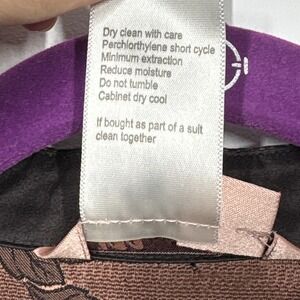 Dry clean with care
Perchlorthylene short cycle
Minimum extraction
Reduce moisture
Do not tumble
Cabinet dry cool
If bought as part of a suit
clean together